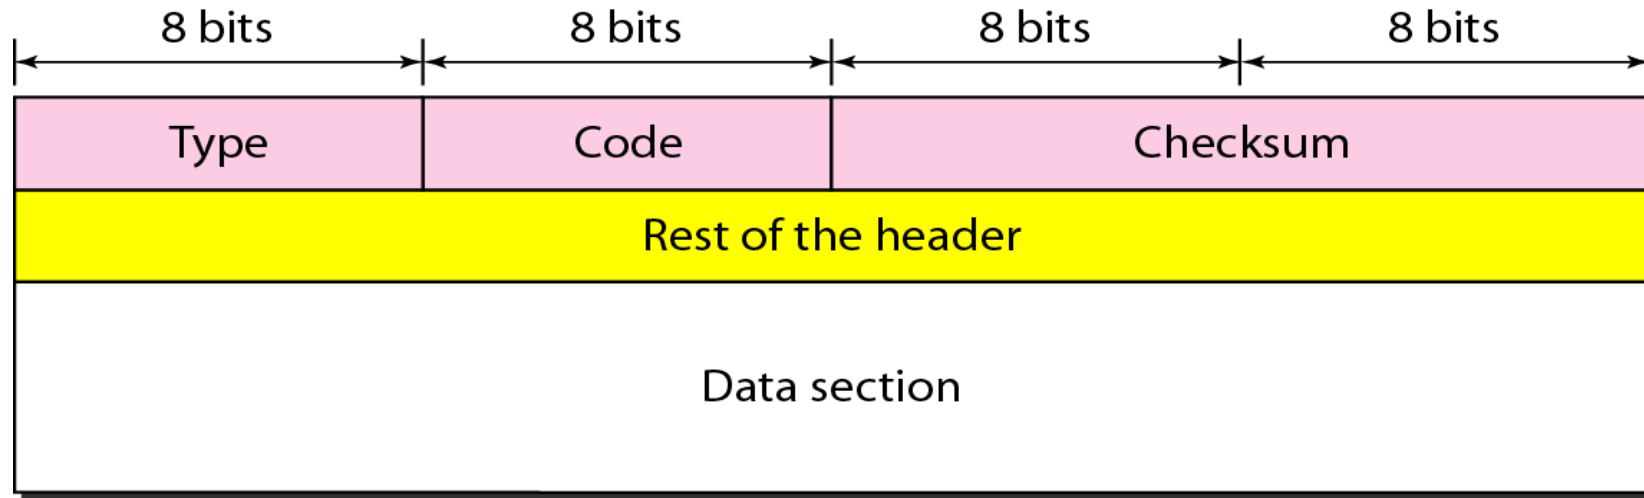 8 bits 8 bits 8 bits 8 bits
Type Code Checksum
Rest of the header
Data section